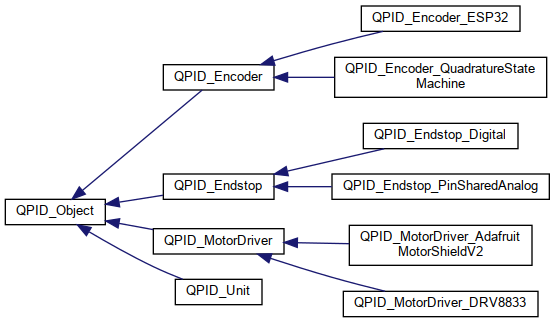 QPID_Encoder_ESP32
QPID_Encoder
QPID_Encoder_QuadratureState
Machine
QPID_Endstop_Digital
QPID_Endstop
QPID_Endstop_PinSharedAnalog
QPID_Object
QPID_MotorDriver
QPID_MotorDriver_Adafruit
MotorShieldV2
QPID_Unit
QPID_MotorDriver_DRV8833